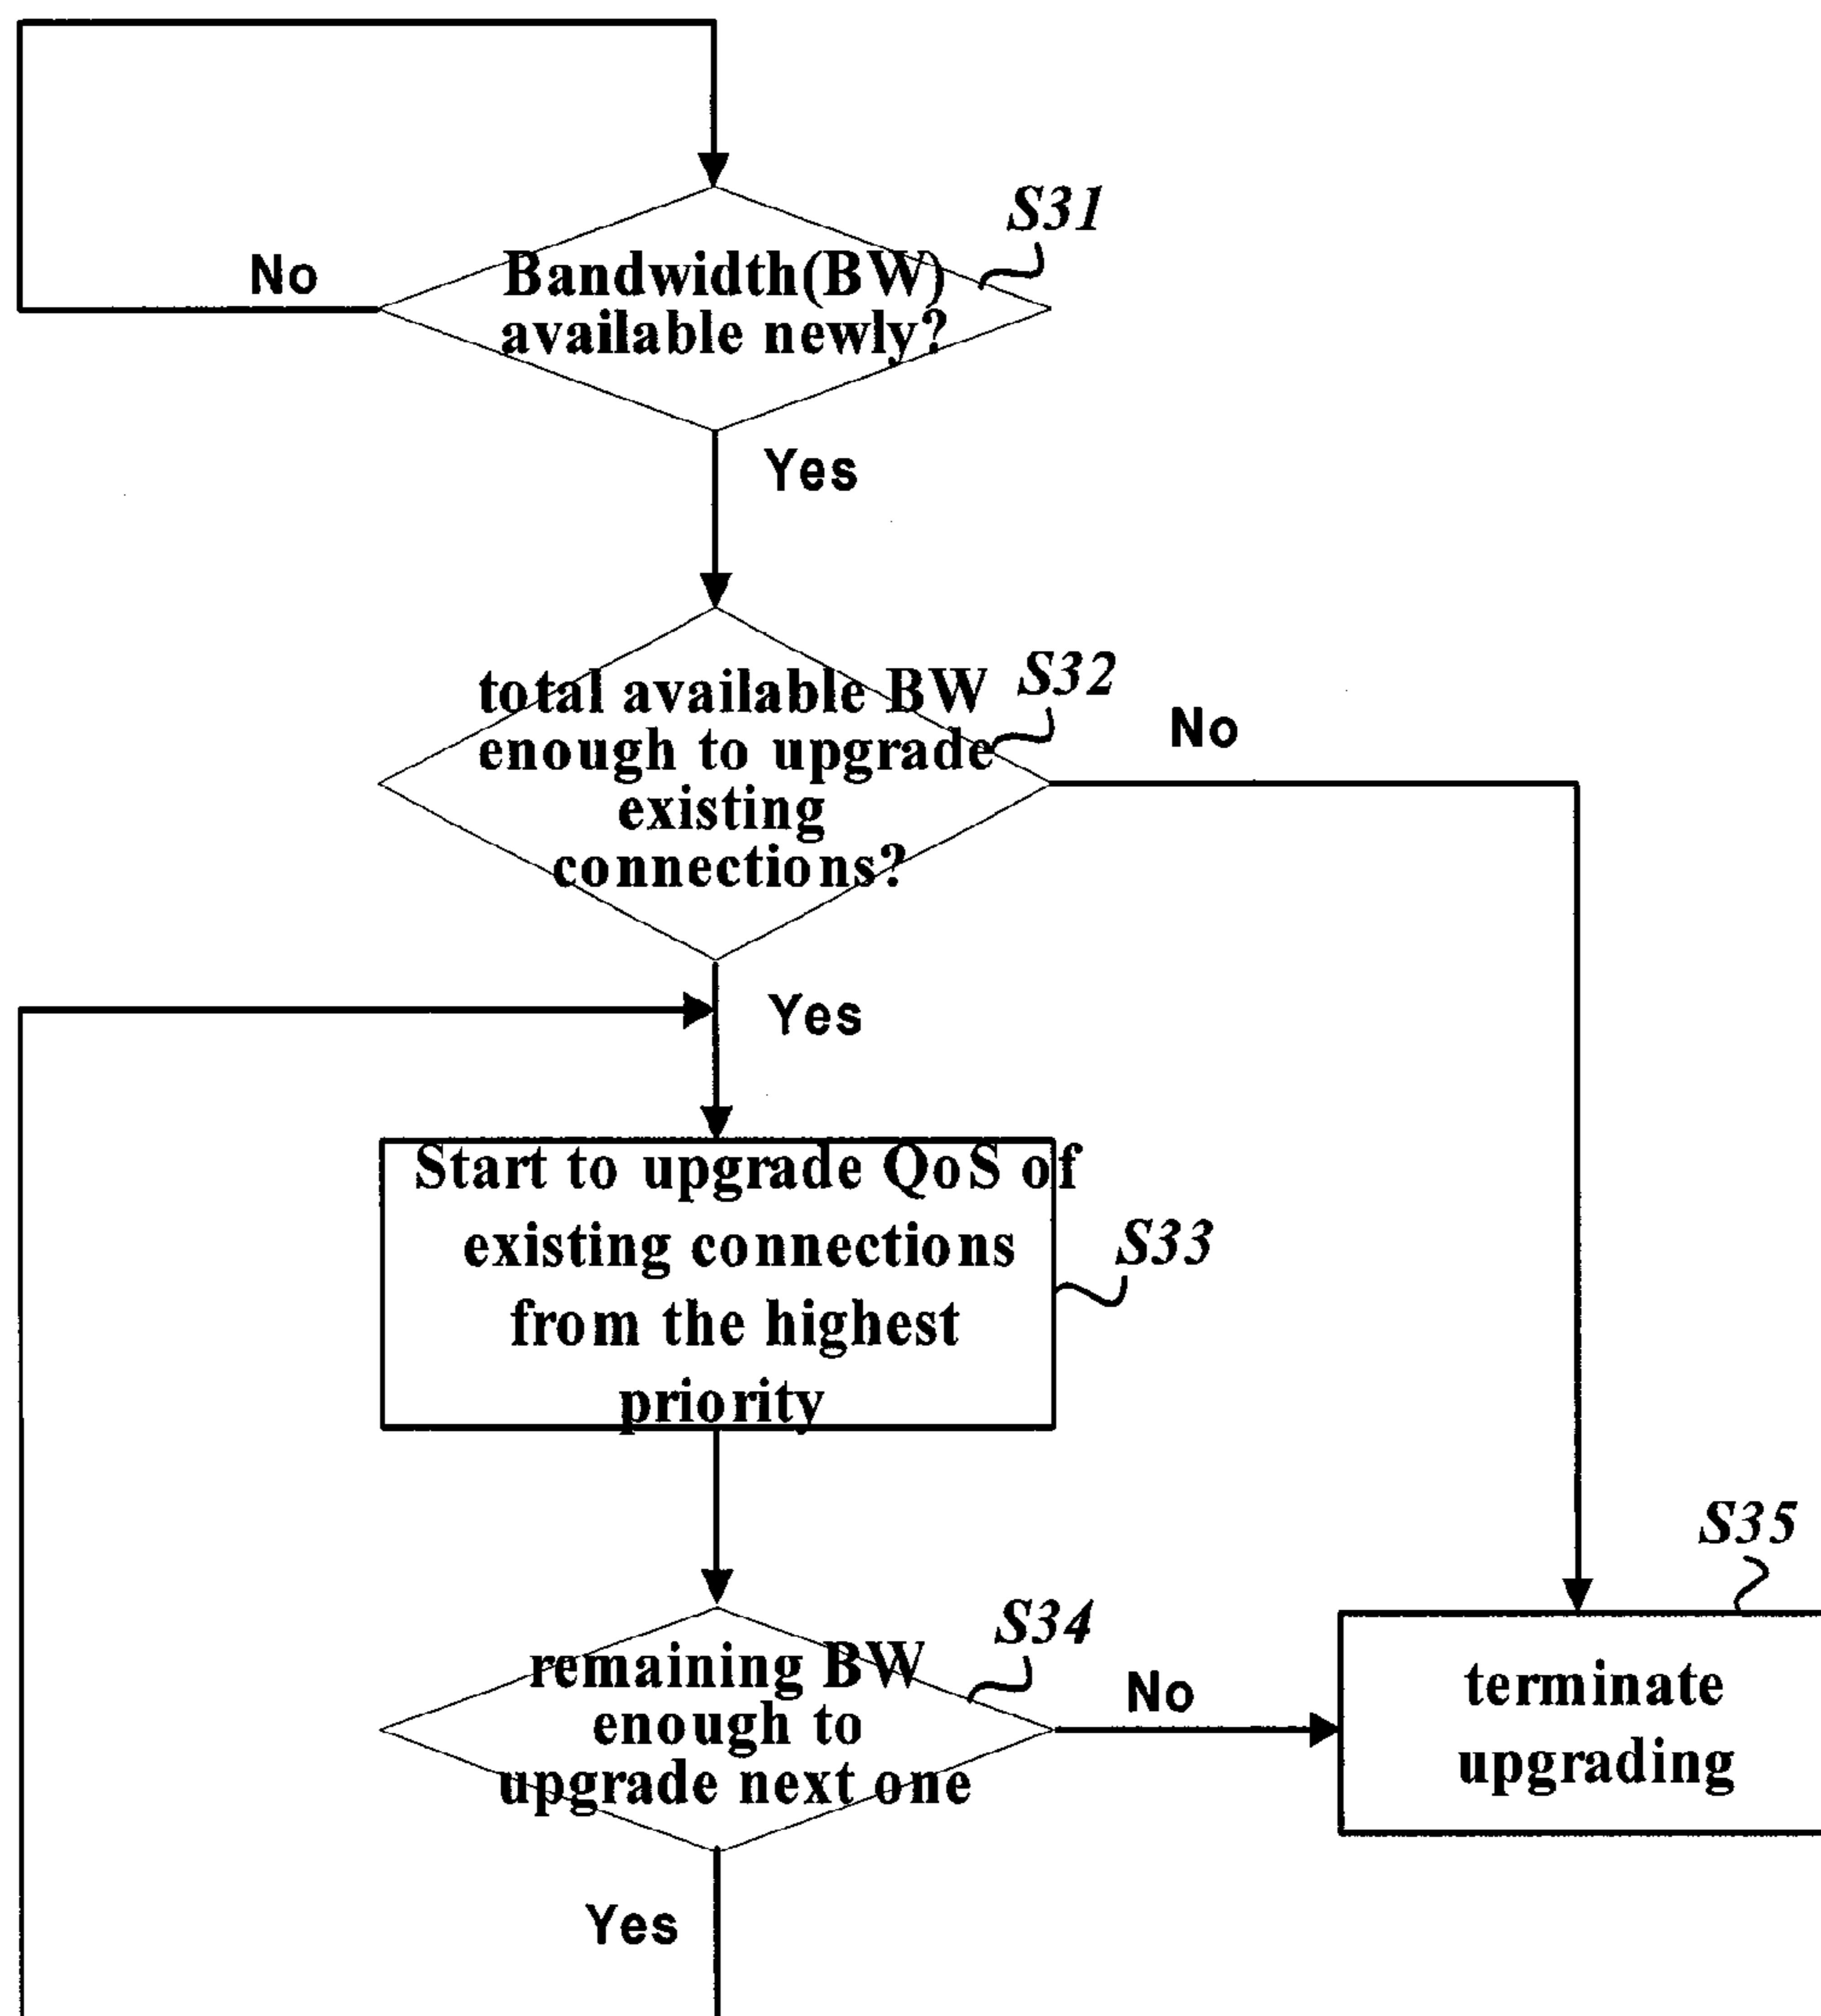 S31
No
Bandwidth(BW)
available newly?
Yes
total available BW
enough to upgrade
existing
connections?
S32
No
Yes
Start to upgrade QoS of
existing connections
from the highest
priority
S33
S35
S34
remaining BW
enough to
upgrade next one
No
terminate
upgrading
Yes